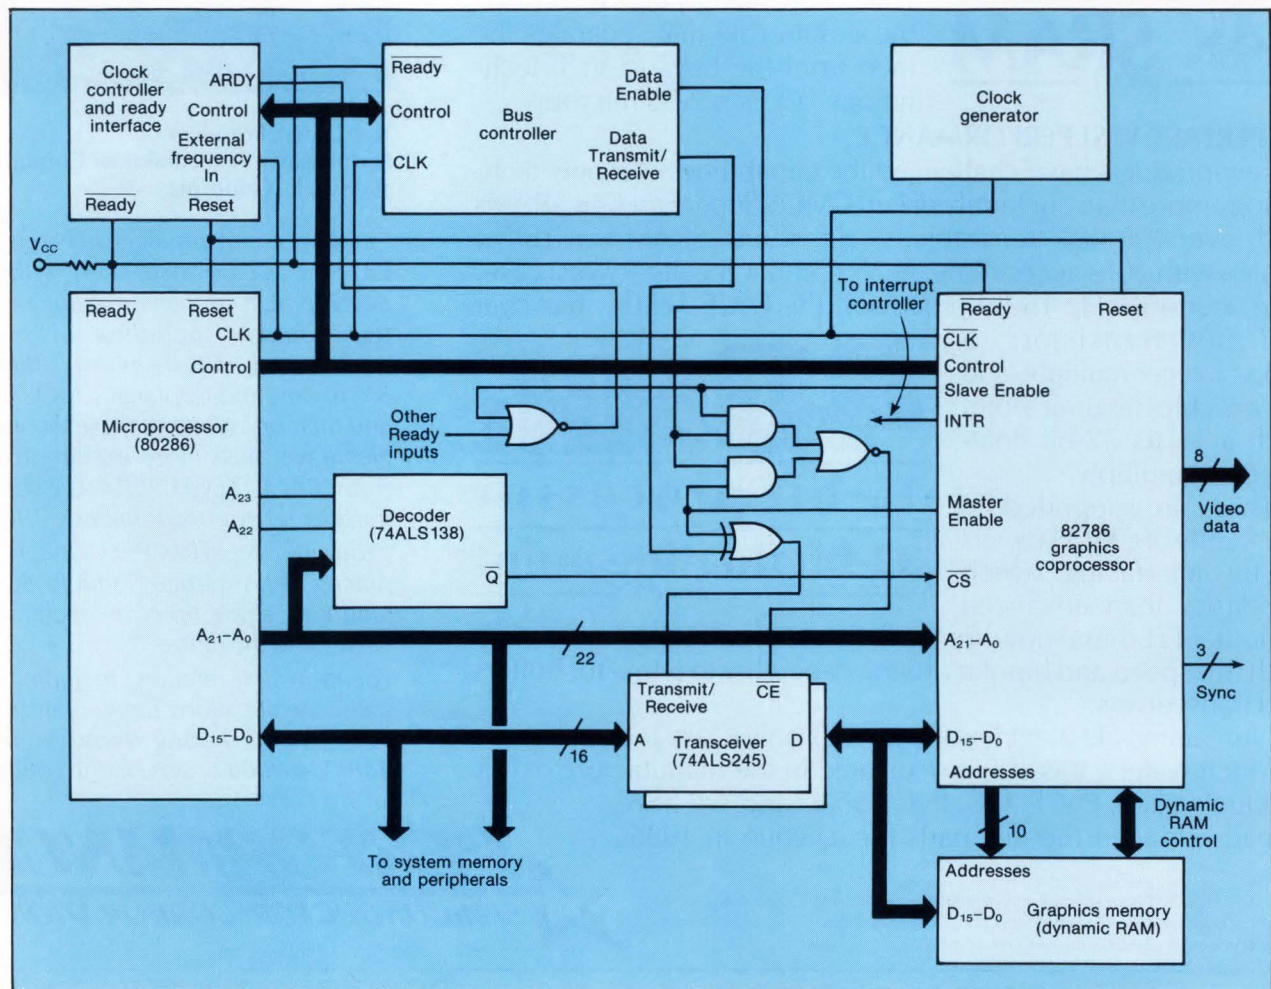 Clock
controller
and ready
interface
ARDY
Control
External
frequency
In
Ready
Reset
Ready
Control
CLK
Bus
controller
Data
Enable
Data
Transmit/
Receive
Clock
generator
VCC
Ready
Reset
CLK
Control
Microprocessor
(80286)
A23
A22
A21–A0
D15–D0
Other
Ready
inputs
Decoder
(74ALS138)
Q
To interrupt
controller
Ready
Reset
CLK
Control
Slave Enable
INTR
Master
Enable
82786
graphics
coprocessor
CS
A21–A0
D15–D0
Addresses
8
Video
data
3
Sync
22
16
Transmit/
Receive
CE
A
Transceiver
(74ALS245)
D
To system memory
and peripherals
10
Dynamic
RAM
control
Addresses
D15–D0
Graphics memory
(dynamic RAM)